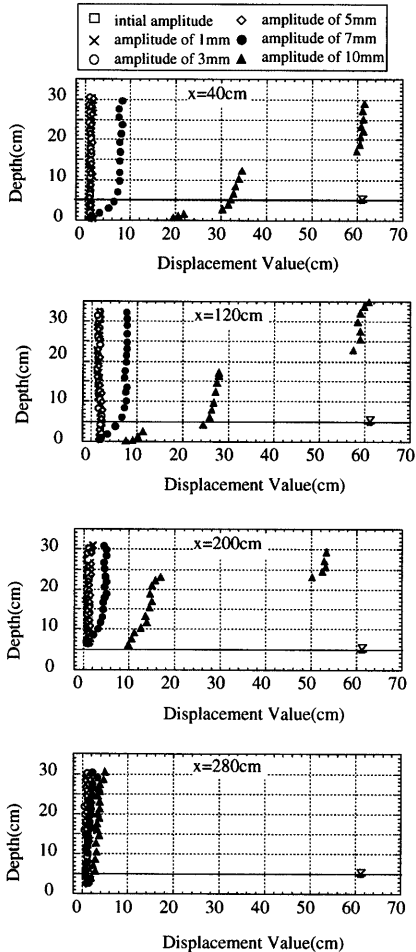 intial amplitude
amplitude of 5mm
amplitude of 1mm
amplitude of 7mm
amplitude of 3mm
amplitude of 10mm
x=40cm
Depth(cm)
30
20
10
0
0 10 20 30 40 50 60 70
Displacement Value(cm)
x=120cm
Depth(cm)
30
20
10
0
0 10 20 30 40 50 60 70
Displacement Value(cm)
x=200cm
Depth(cm)
30
20
10
0
0 10 20 30 40 50 60 70
Displacement Value(cm)
x=280cm
Depth(cm)
30
20
10
0
0 10 20 30 40 50 60 70
Displacement Value(cm)